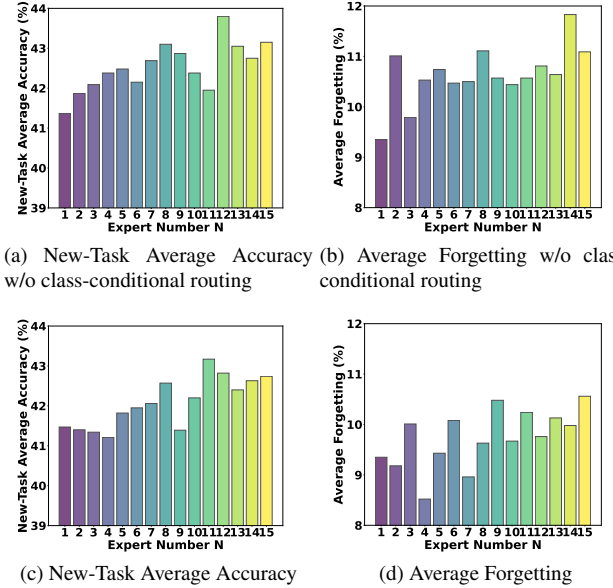 New-Task Average Accuracy (%)
44
43
42
41
40
39
1 2 3 4 5 6 7 8 9 10 11 12 13 14 15
Expert Number N
Average Forgetting (%)
12
11
10
9
8
1 2 3 4 5 6 7 8 9 10 11 12 13 14 15
Expert Number N
(a) New-Task Average Accuracy
w/o class-conditional routing
(b) Average Forgetting w/o clas
conditional routing
New-Task Average Accuracy (%)
44
43
42
41
40
39
1 2 3 4 5 6 7 8 9 10 11 12 13 14 15
Expert Number N
Average Forgetting (%)
12
11
10
9
8
1 2 3 4 5 6 7 8 9 10 11 12 13 14 15
Expert Number N
(c) New-Task Average Accuracy
(d) Average Forgetting